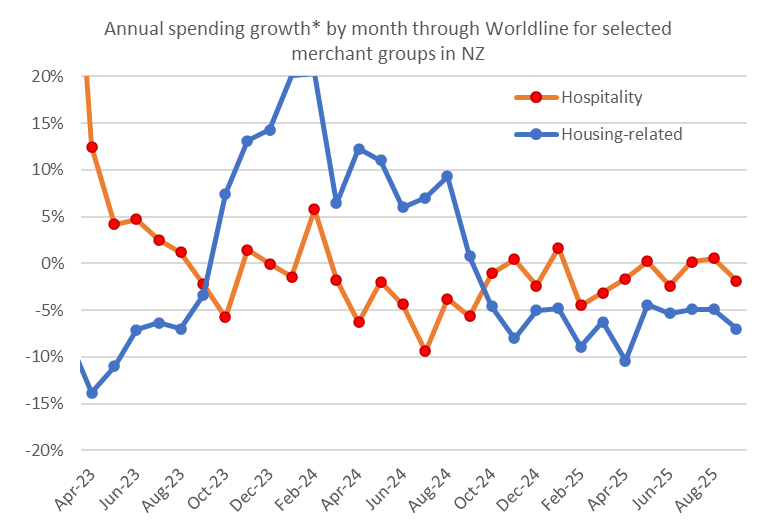 Annual spending growth* by month through Worldline for selected
merchant groups in NZ
20%
15%
10%
5%
0%
-5%
-10%
-15%
-20%
Hospitality
Housing-related
Apr-23
Jun-23
Aug-23
Oct-23
Dec-23
Feb-24
Apr-24
Jun-24
Aug-24
Oct-24
Dec-24
Feb-25
Apr-25
Jun-25
Aug-25